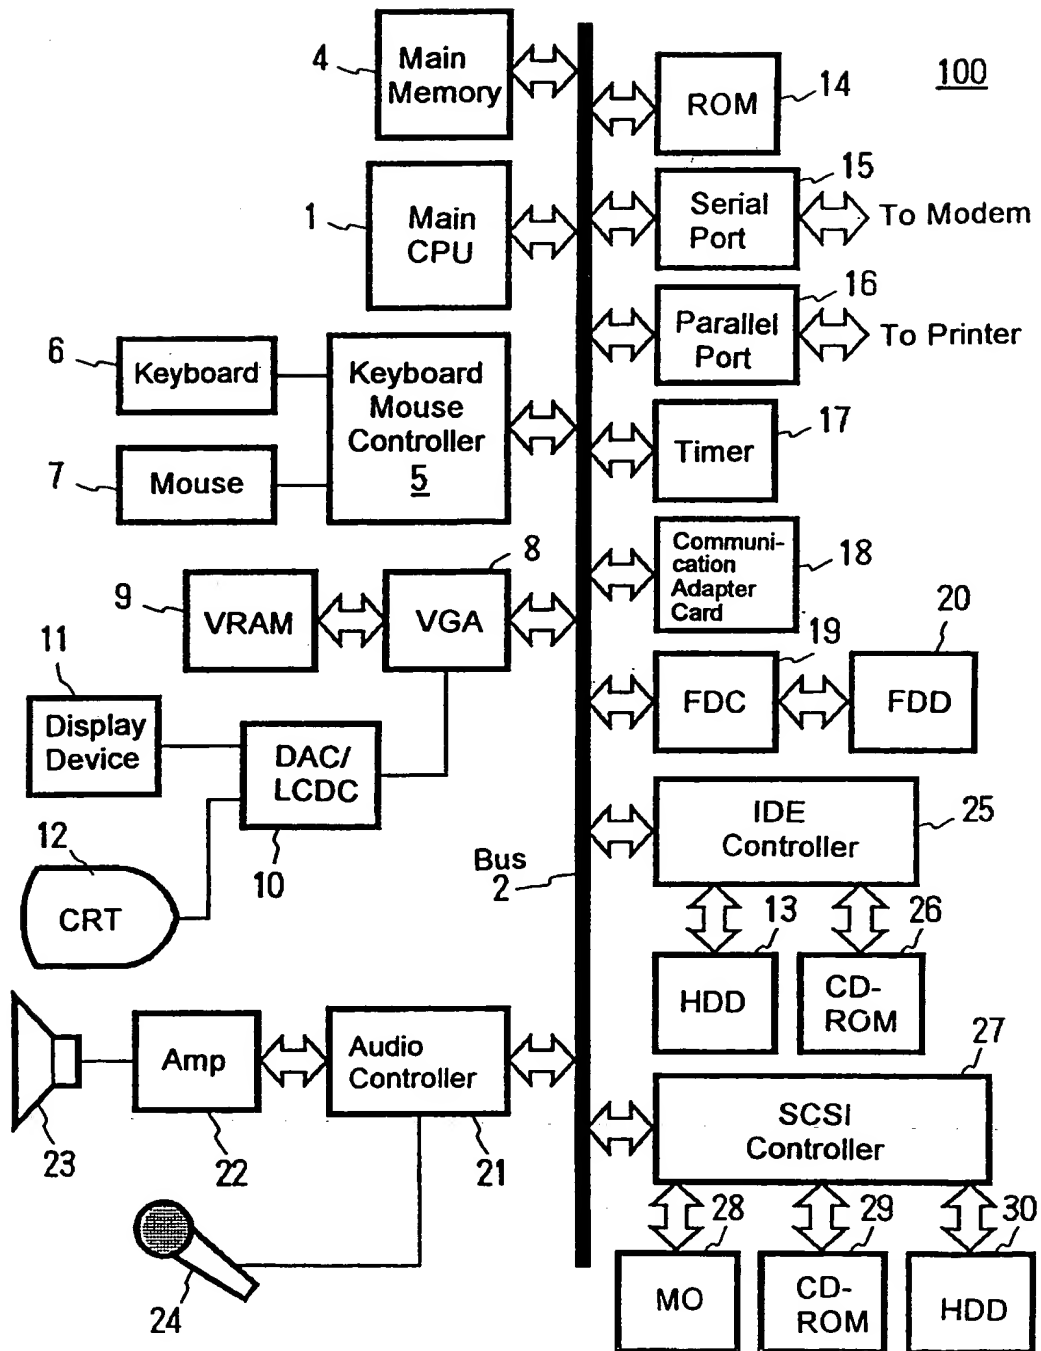 100
4
Main
Memory
14
ROM
1
Main
CPU
15
Serial
Port
To Modem
16
Parallel
Port
To Printer
6
Keyboard
7
Mouse
Keyboard
Mouse
Controller
5
17
Timer
18
Communi-
cation
Adapter
Card
9
VRAM
8
VGA
19
FDC
20
FDD
11
Display
Device
DAC/
LCDC
10
12
CRT
Bus
2
25
IDE
Controller
13
HDD
26
CD-
ROM
23
Amp
22
Audio
Controller
21
24
27
SCSI
Controller
28
MO
29
CD-
ROM
30
HDD